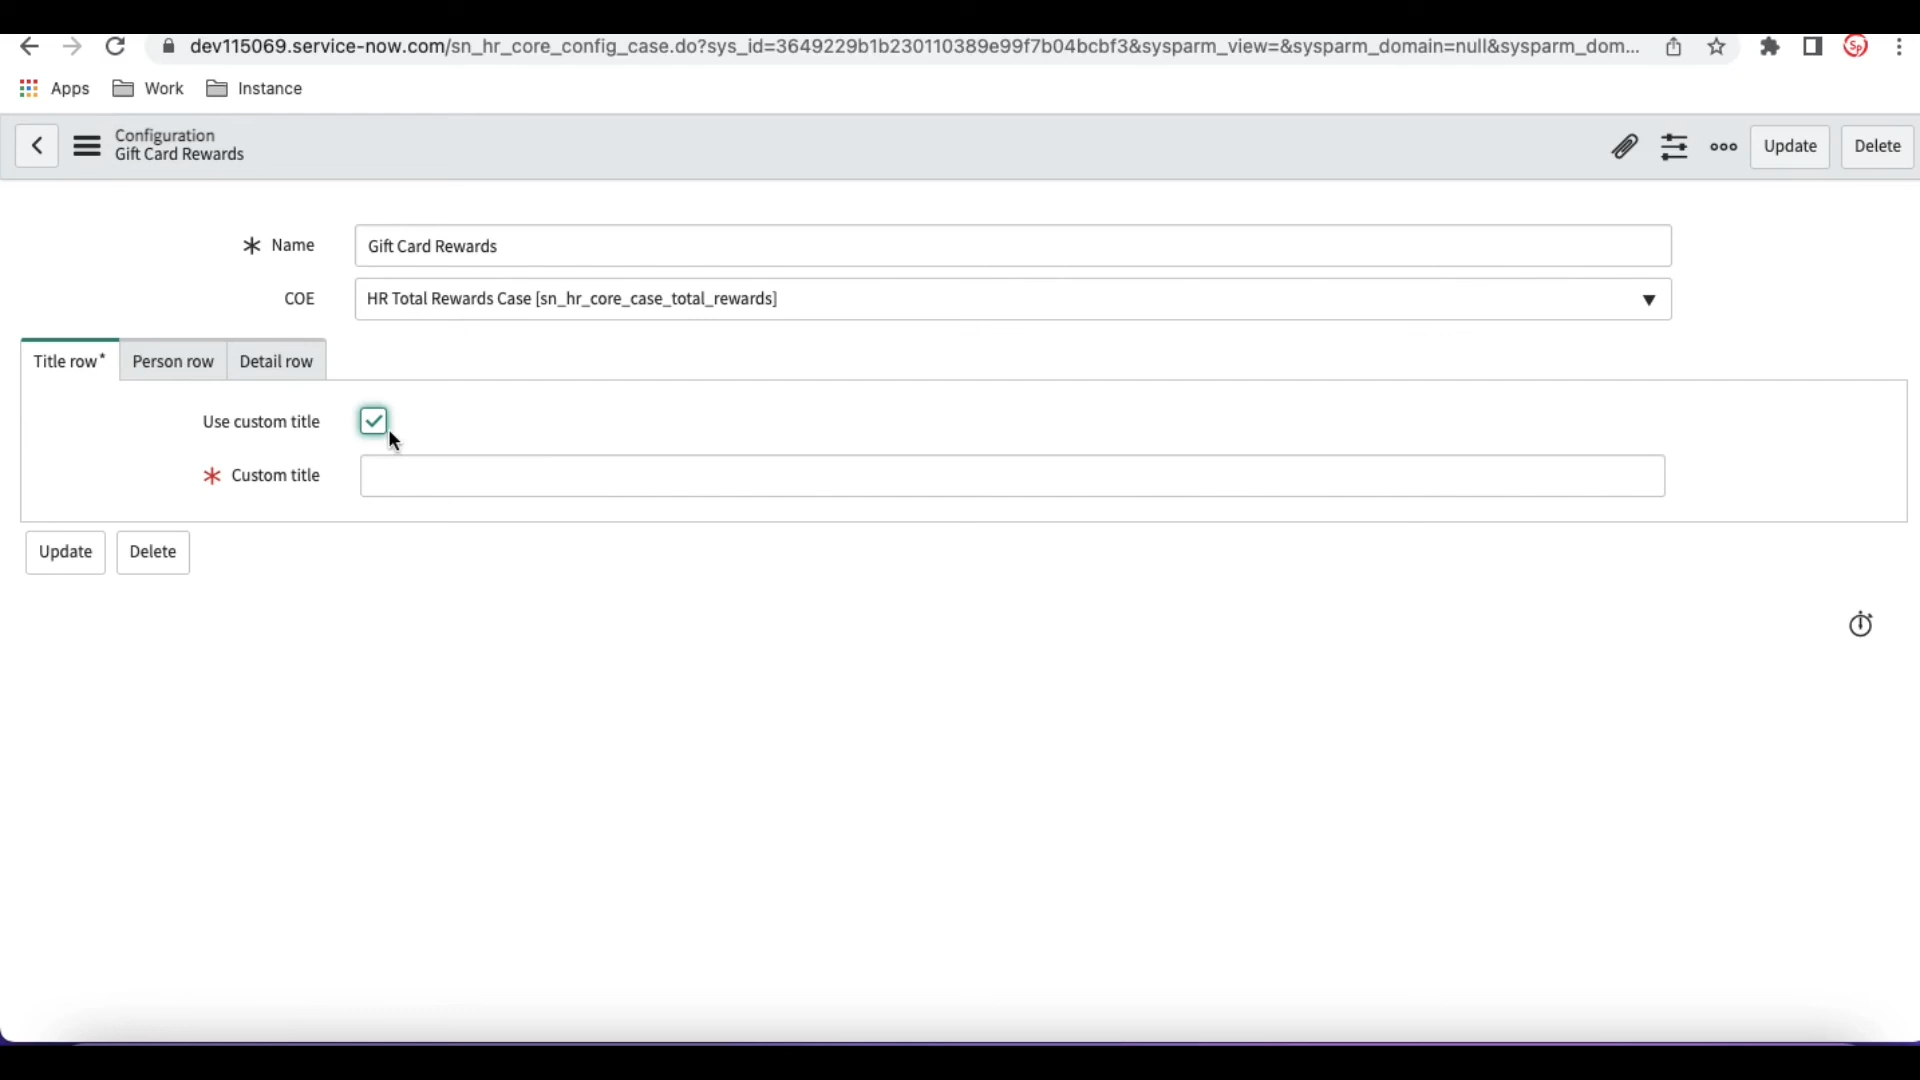 dev115069.service-now.com/sn_hr_core_config_case.do?sys_id=3649229b1b230110389e99f7b04bcbf3&sysparm_view=&sysparm_domain=null&sysparm_dom...
Sp
Apps Work Instance
Configuration
Gift Card Rewards
Update Delete
* Name Gift Card Rewards
COE HR Total Rewards Case [sn_hr_core_case_total_rewards]
Title row* Person row Detail row
Use custom title
* Custom title
Update Delete